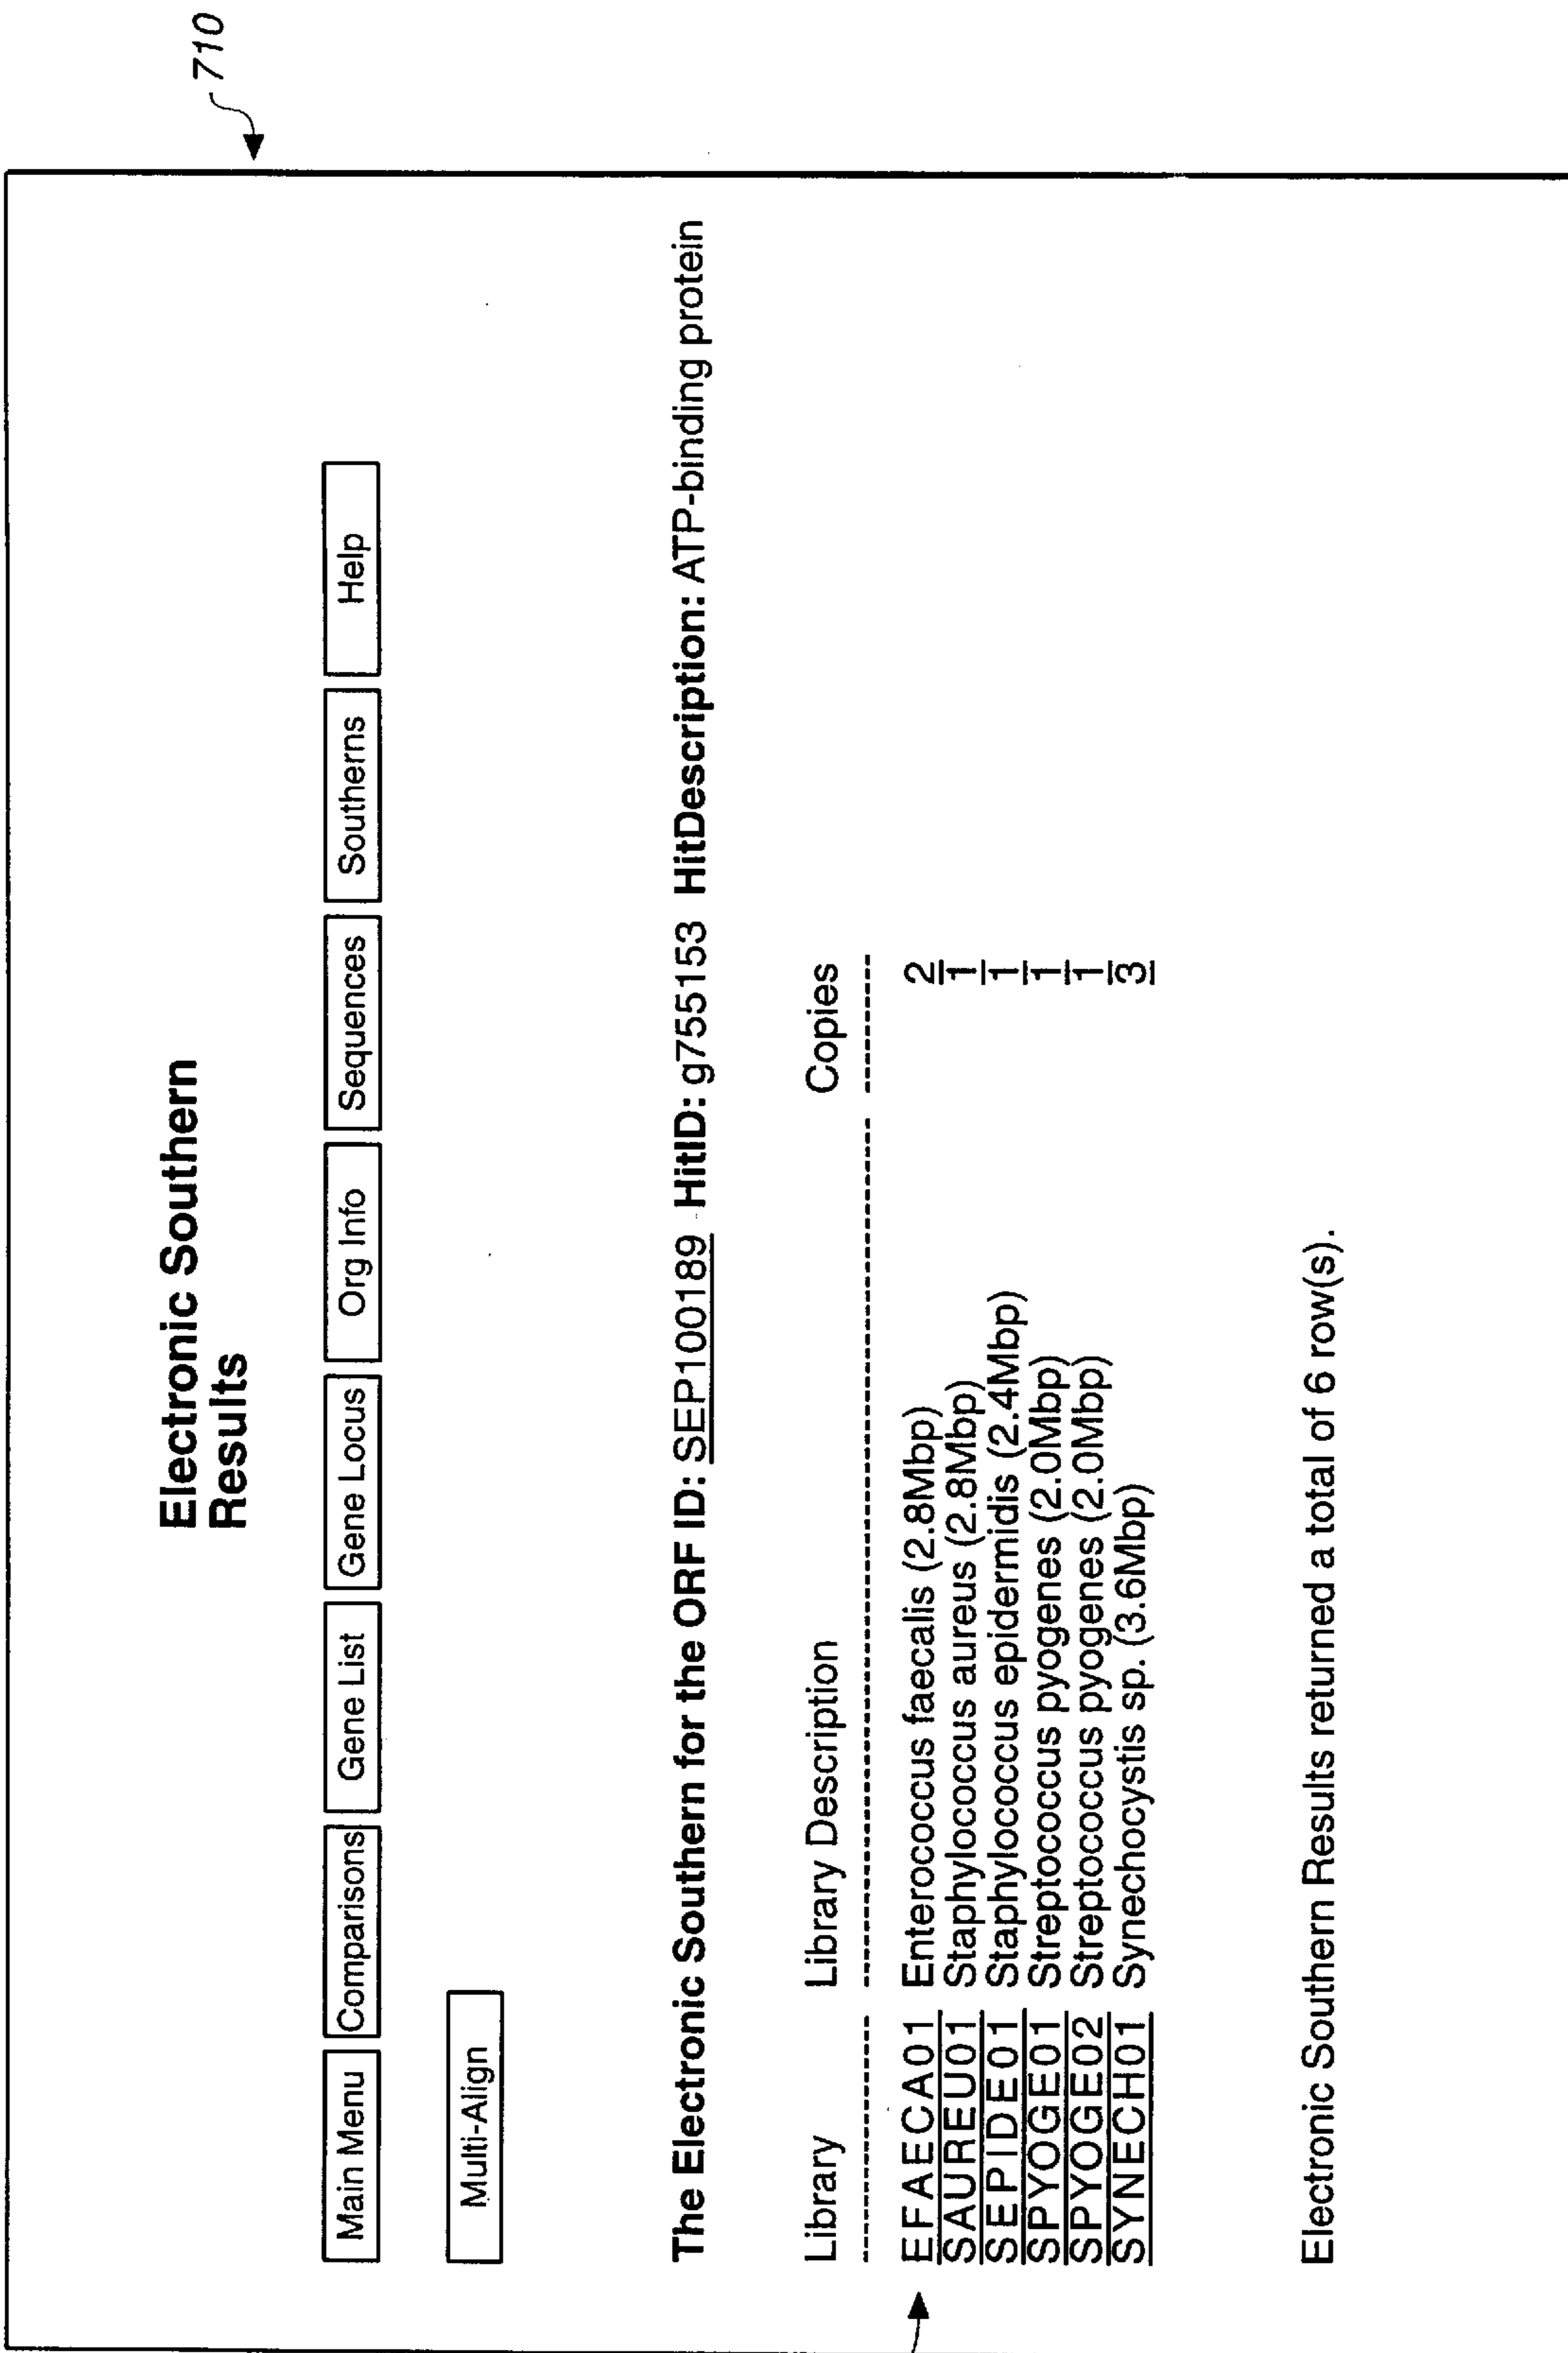 710
Electronic Southern
Results
Main Menu Comparisons Gene List Gene Locus Org Info Sequences Southerns Help
Multi-Align
The Electronic Southern for the ORF ID: SEP100189 HitID: g755153 HitDescription: ATP-binding protein
Library Library Description Copies
EFAECA01 Enterococcus faecalis (2.8Mbp) 2
SAUREU01 Staphylococcus aureus (2.8Mbp) 1
SEPIDE01 Staphylococcus epidermidis (2.4Mbp) 1
SPYOGE01 Streptococcus pyogenes (2.0Mbp) 1
SPYOGE02 Streptococcus pyogenes (2.0Mbp) 1
SYNECH01 Synechocystis sp. (3.6Mbp) 3
Electronic Southern Results returned a total of 6 row(s).